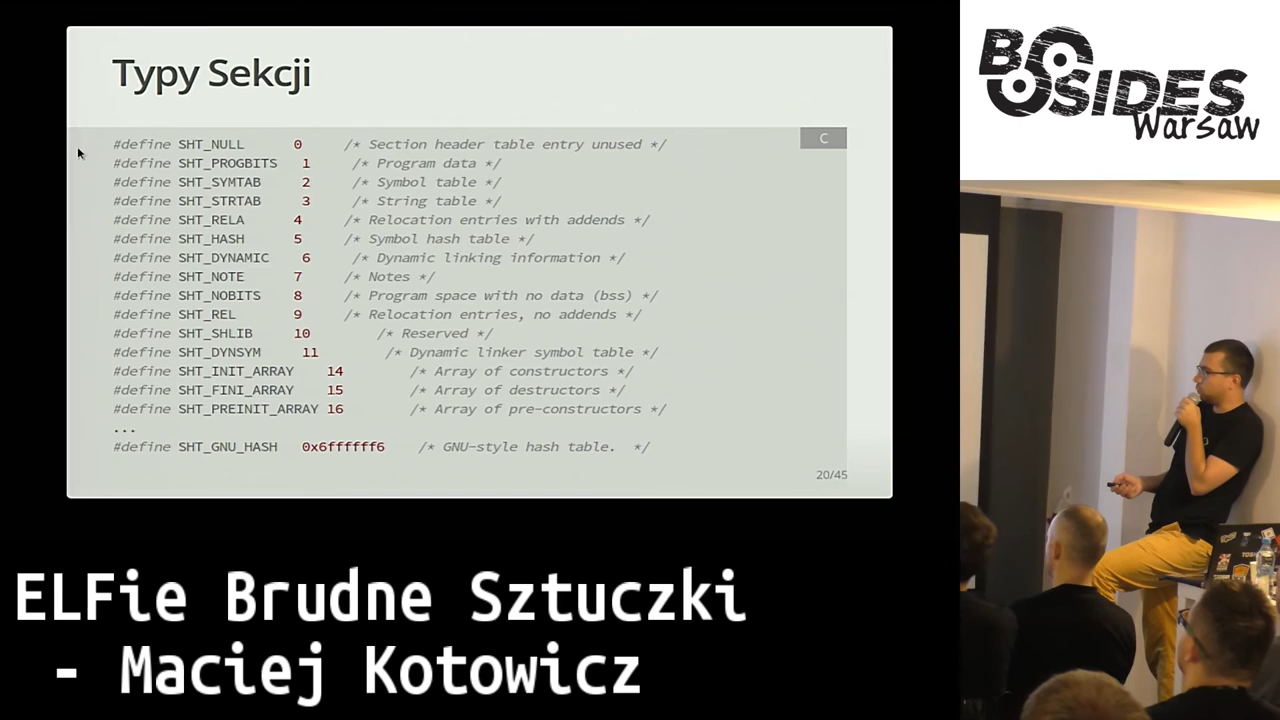 Typy Sekcji
C
#define SHT_NULL 0 /* Section header table entry unused */
#define SHT_PROGBITS 1 /* Program data */
#define SHT_SYMTAB 2 /* Symbol table */
#define SHT_STRTAB 3 /* String table */
#define SHT_RELA 4 /* Relocation entries with addends */
#define SHT_HASH 5 /* Symbol hash table */
#define SHT_DYNAMIC 6 /* Dynamic linking information */
#define SHT_NOTE 7 /* Notes */
#define SHT_NOBITS 8 /* Program space with no data (bss) */
#define SHT_REL 9 /* Relocation entries, no addends */
#define SHT_SHLIB 10 /* Reserved */
#define SHT_DYNSYM 11 /* Dynamic linker symbol table */
#define SHT_INIT_ARRAY 14 /* Array of constructors */
#define SHT_FINI_ARRAY 15 /* Array of destructors */
#define SHT_PREINIT_ARRAY 16 /* Array of pre-constructors */
...
#define SHT_GNU_HASH 0x6ffffff6 /* GNU-style hash table. */
20/45
BSIDES
Warsaw
ELFie Brudne Sztuczki
- Maciej Kotowicz